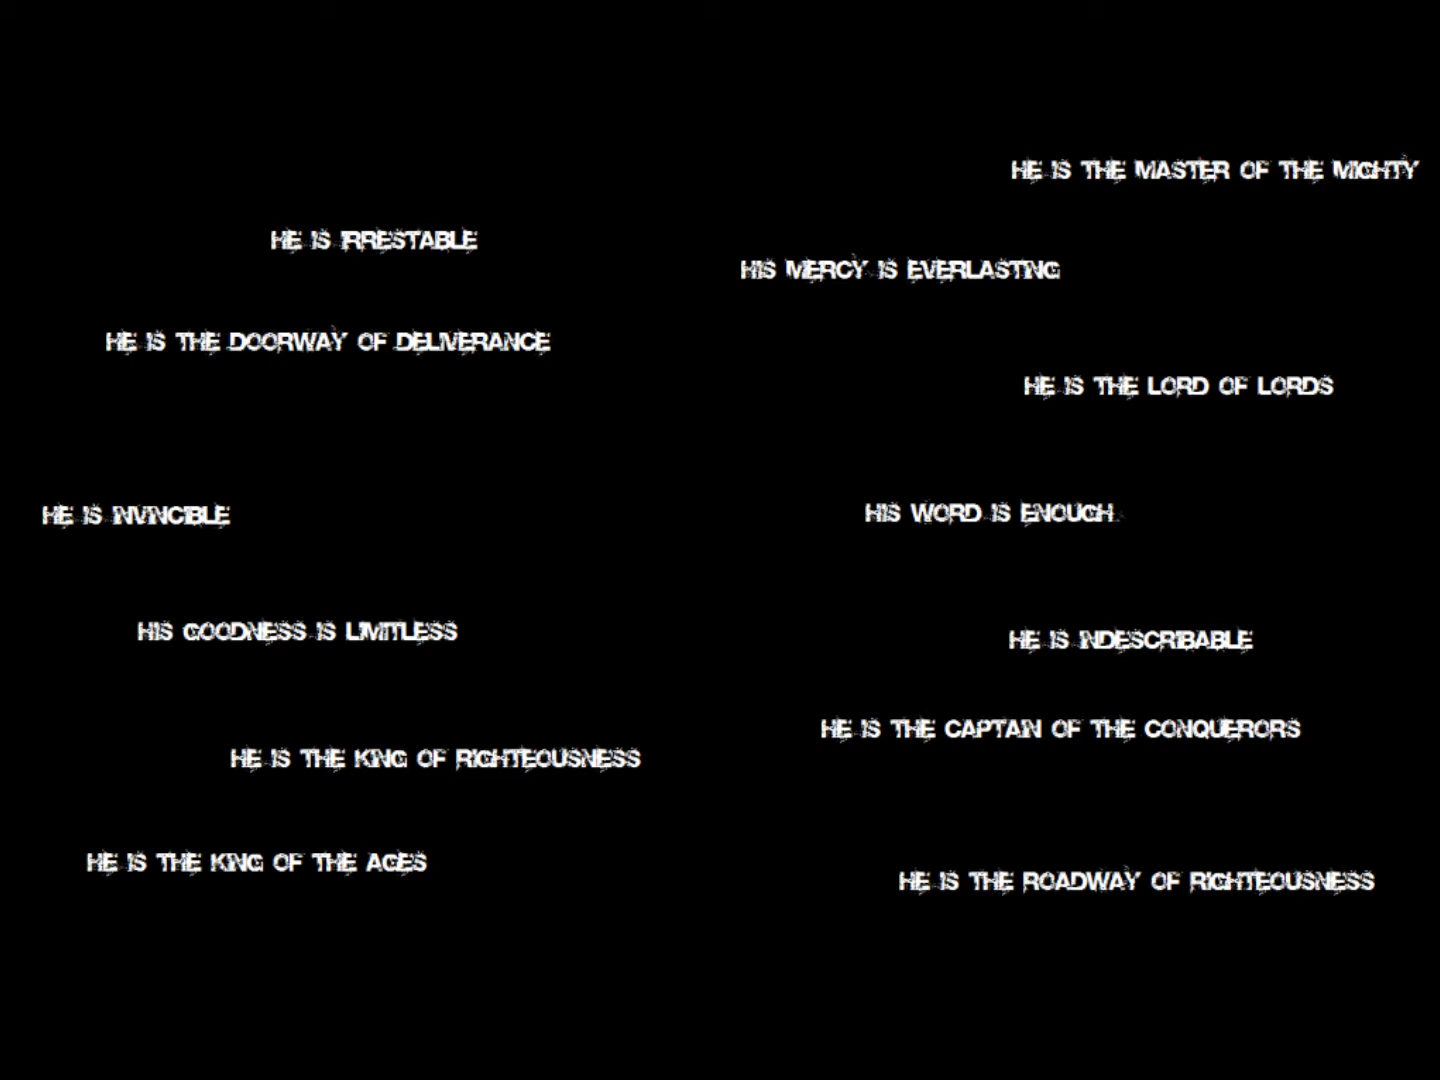 HE IS THE MASTER OF THE MIGHTY
HE IS IRRESTABLE
HIS MERCY IS EVERLASTING
HE IS THE DOORWAY OF DELIVERANCE
HE IS THE LORD OF LORDS
HE IS INVINCIBLE
HIS WORD IS ENOUGH
HIS GOODNESS IS LIMITLESS
HE IS INDESCRIBABLE
HE IS THE CAPTAIN OF THE CONQUERORS
HE IS THE KING OF RIGHTEOUSNESS
HE IS THE KING OF THE AGES
HE IS THE ROADWAY OF RIGHTEOUSNESS